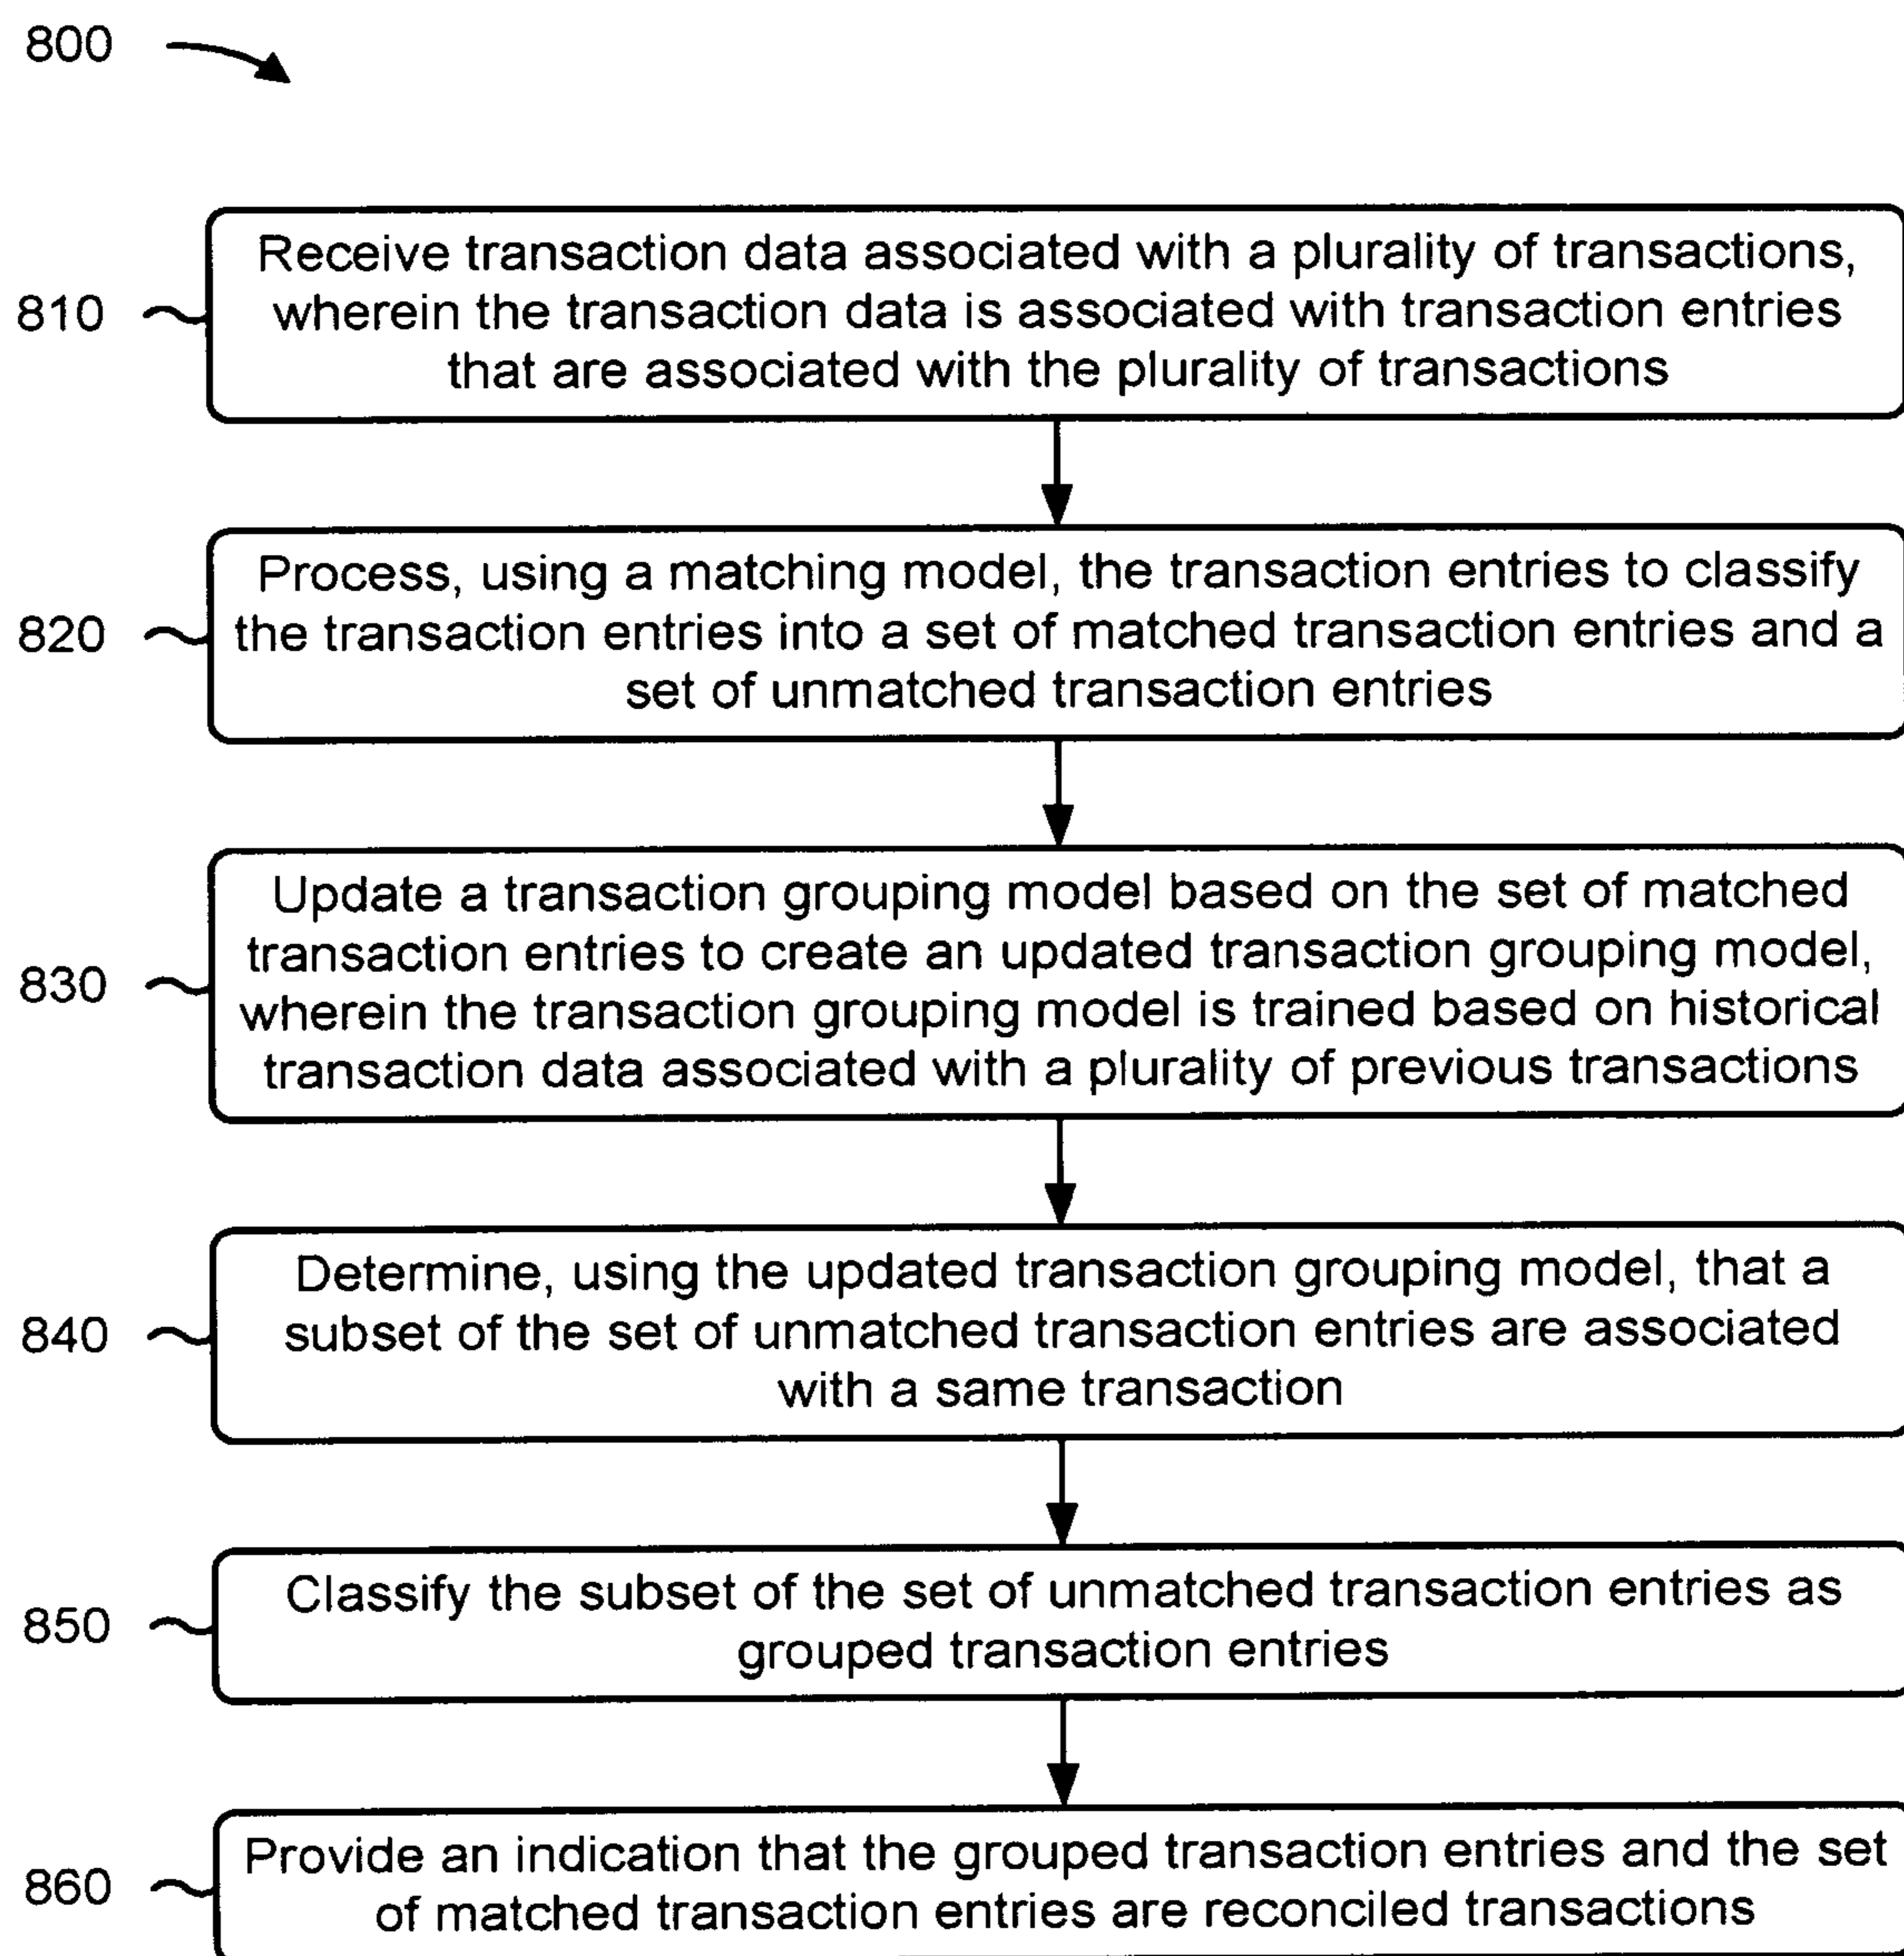 800
810
Receive transaction data associated with a plurality of transactions,
wherein the transaction data is associated with transaction entries
that are associated with the plurality of transactions
820
Process, using a matching model, the transaction entries to classify
the transaction entries into a set of matched transaction entries and a
set of unmatched transaction entries
830
Update a transaction grouping model based on the set of matched
transaction entries to create an updated transaction grouping model,
wherein the transaction grouping model is trained based on historical
transaction data associated with a plurality of previous transactions
840
Determine, using the updated transaction grouping model, that a
subset of the set of unmatched transaction entries are associated
with a same transaction
850
Classify the subset of the set of unmatched transaction entries as
grouped transaction entries
860
Provide an indication that the grouped transaction entries and the set
of matched transaction entries are reconciled transactions